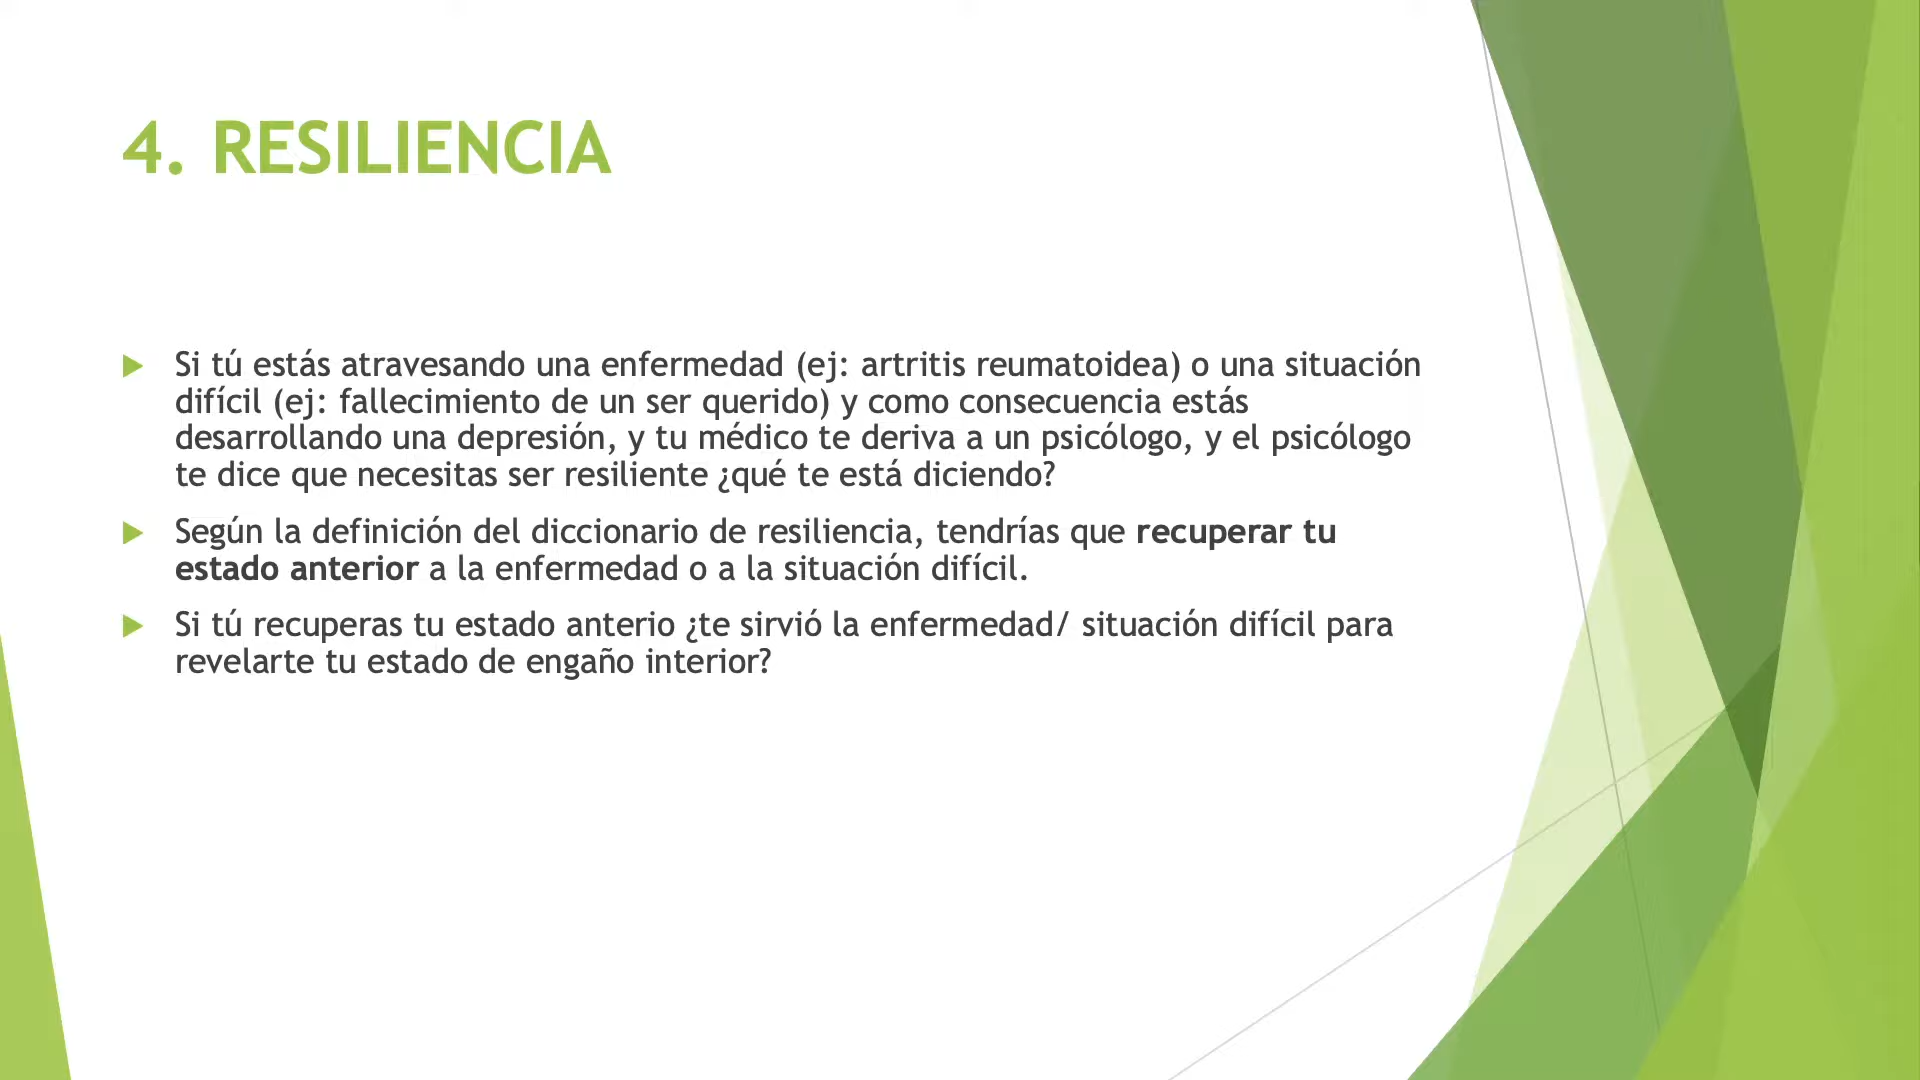 4. RESILIENCIA
Si tú estás atravesando una enfermedad (ej: artritis reumatoidea) o una situación
difícil (ej: fallecimiento de un ser querido) y como consecuencia estás
desarrollando una depresión, y tu médico te deriva a un psicólogo, y el psicólogo
te dice que necesitas ser resiliente ¿qué te está diciendo?
Según la definición del diccionario de resiliencia, tendrías que recuperar tu
estado anterior a la enfermedad o a la situación difícil.
Si tú recuperas tu estado anterio ¿te sirvió la enfermedad/ situación difícil para
revelarte tu estado de engaño interior?